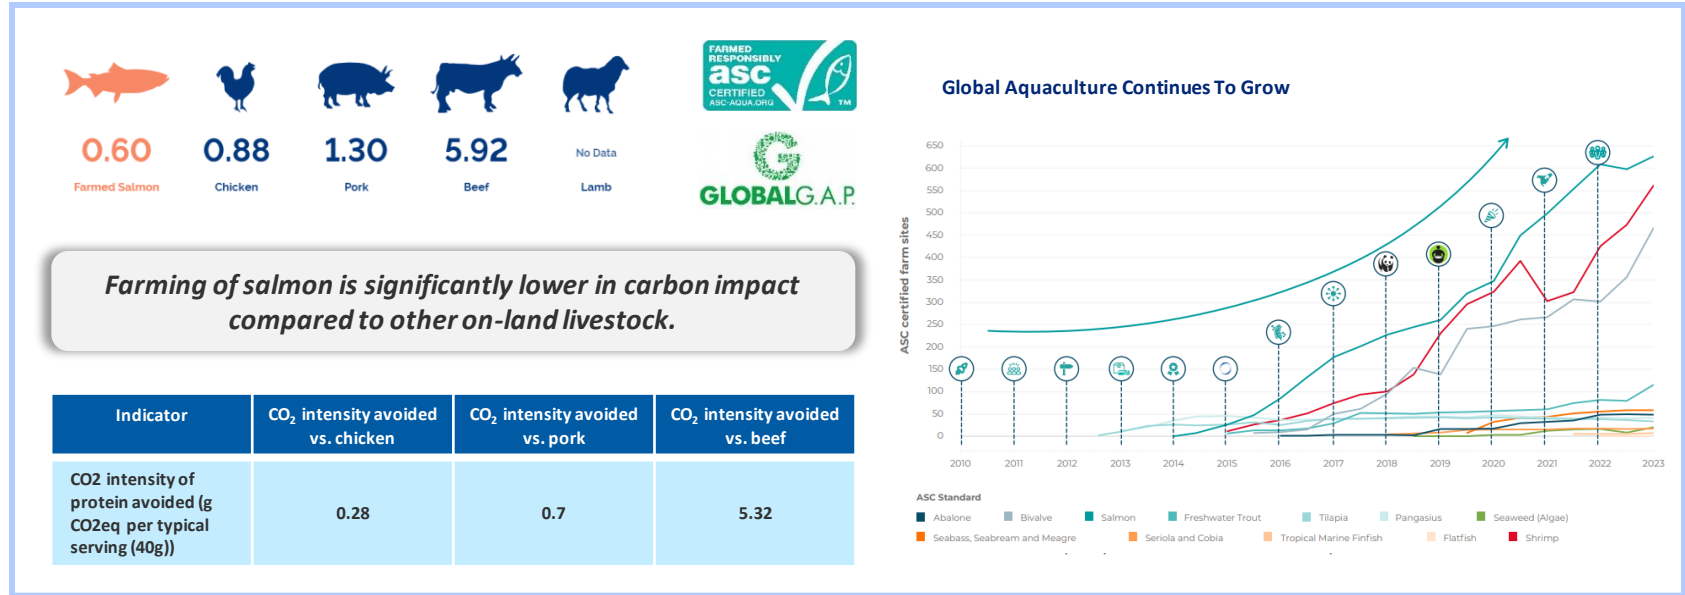 FARMED
RESPONSIBLY
asc
CERTIFIED
ASC-AQUA.ORG
TM
0.60
0.88
1.30
5.92
No Data
Farmed Salmon
Chicken
Pork
Beef
Lamb
G
GLOBALG.A.P.
Farming of salmon is significantly lower in carbon impact
compared to other on-land livestock.
Indicator
CO2 intensity avoided
vs. chicken
CO2 intensity avoided
vs. pork
CO2 intensity avoided
vs. beef
CO2 intensity of
protein avoided (g
CO2eq per typical
serving (40g))
0.28
0.7
5.32
Global Aquaculture Continues To Grow
ASC certified farm sites
650
600
550
500
450
400
350
300
250
200
150
100
50
0
2010
2011
2012
2013
2014
2015
2016
2017
2018
2019
2020
2021
2022
2023
ASC Standard
Abalone
Bivalve
Salmon
Freshwater Trout
Tilapia
Pangasius
Seaweed (Algae)
Seabass, Seabream and Meagre
Seriola and Cobia
Tropical Marine Finfish
Flatfish
Shrimp